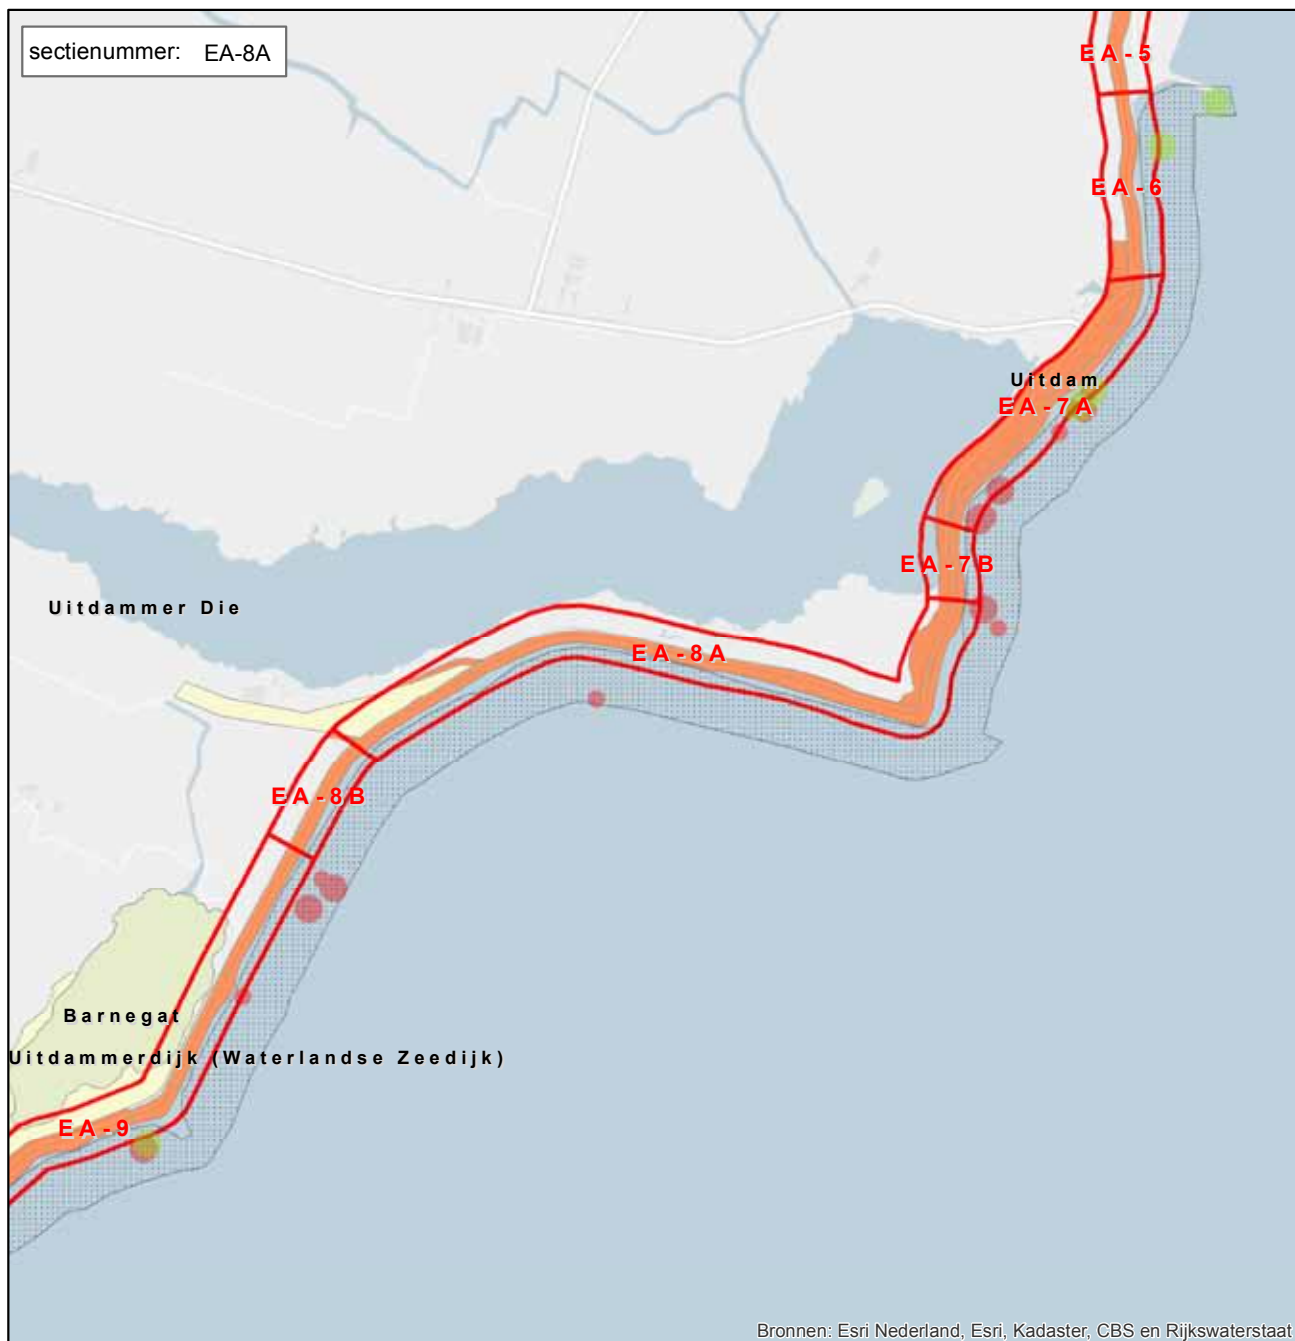 sectienummer: EA-8A
EA-5
EA-6
Uitdam
EA-7A
EA-7B
Uitdammer Die
EA-8A
EA-8B
Barnegat
Uitdammerdijk (Waterlandse Zeedijk)
EA-9
Bronnen: Esri Nederland, Esri, Kadaster, CBS en Rijkswaterstaat